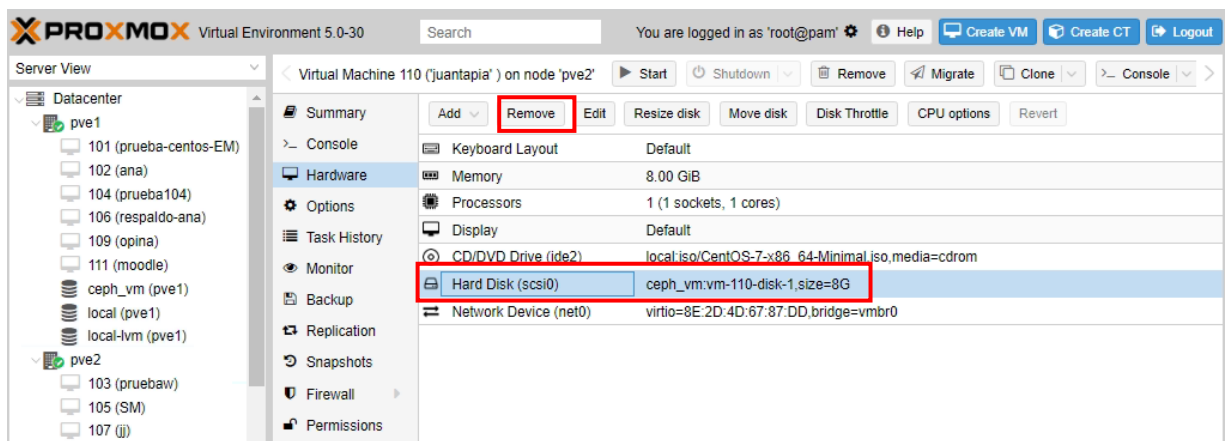 PROXMOX Virtual Environment 5.0-30 Search You are logged in as 'root@pam' Help Create VM Create CT Logout
Server View
Datacenter
pve1
101 (prueba-centos-EM)
102 (ana)
104 (prueba104)
106 (respaldo-ana)
109 (opina)
111 (moodle)
ceph_vm (pve1)
local (pve1)
local-lvm (pve1)
pve2
103 (pruebaw)
105 (SM)
107 (jj)
Virtual Machine 110 ('juantapia' ) on node 'pve2' Start Shutdown Remove Migrate Clone Console
Summary
Console
Hardware
Options
Task History
Monitor
Backup
Replication
Snapshots
Firewall
Permissions
Add Remove Edit Resize disk Move disk Disk Throttle CPU options Revert
Keyboard Layout Default
Memory 8.00 GiB
Processors 1 (1 sockets, 1 cores)
Display Default
CD/DVD Drive (ide2) local:iso/CentOS-7-x86_64-Minimal.iso,media=cdrom
Hard Disk (scsi0) ceph_vm:vm-110-disk-1,size=8G
Network Device (net0) virtio=8E:2D:4D:67:87:DD,bridge=vmbr0